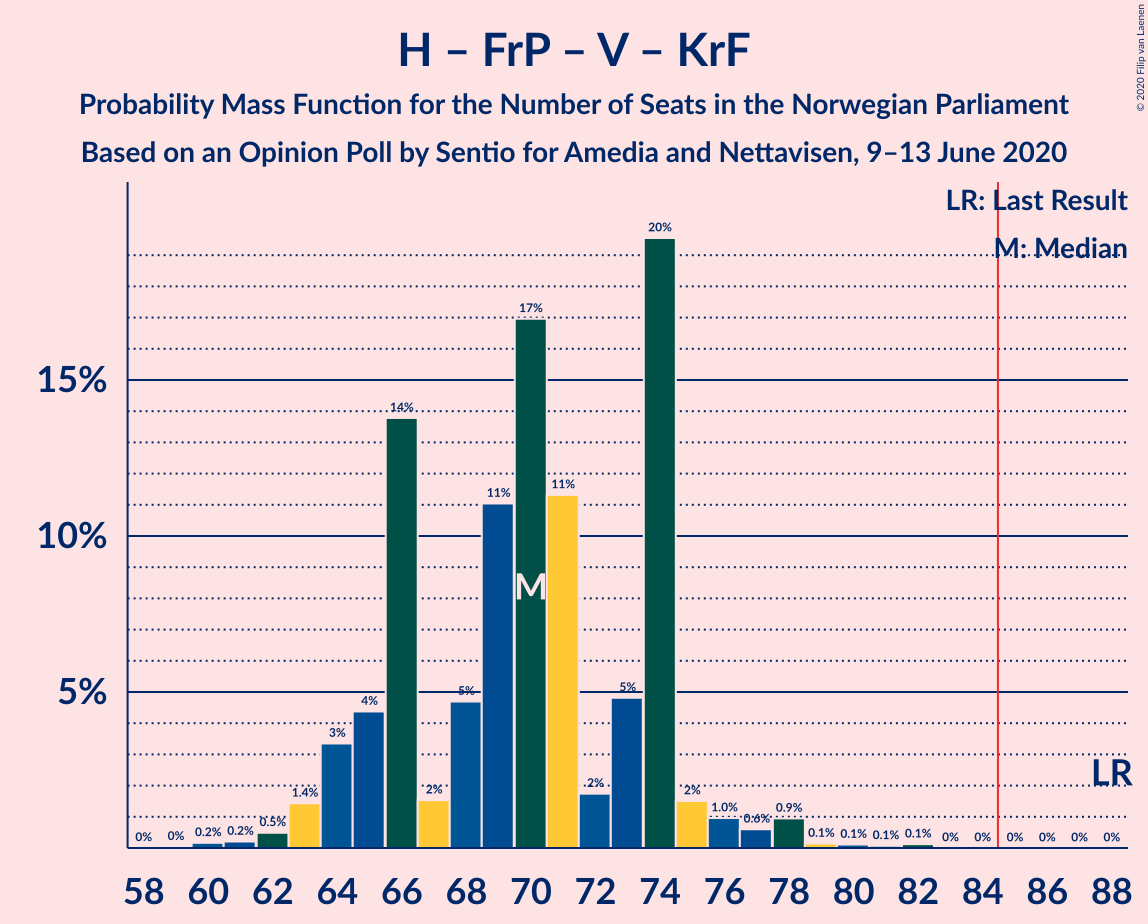 H – FrP – V – KrF
Probability Mass Function for the Number of Seats in the Norwegian Parliament
Based on an Opinion Poll by Sentio for Amedia and Nettavisen, 9–13 June 2020
© 2020 Filip van Laenen
LR: Last Result
M: Median
15%
10%
5%
0% 0% 0.2% 0.2% 0.5% 1.4% 3% 4% 14% 2% 5% 11% 17% 11% 2% 5% 20% 2% 1.0% 0.6% 0.9% 0.1% 0.1% 0.1% 0.1% 0% 0% 0% 0% 0% 0%
M
LR
58 60 62 64 66 68 70 72 74 76 78 80 82 84 86 88